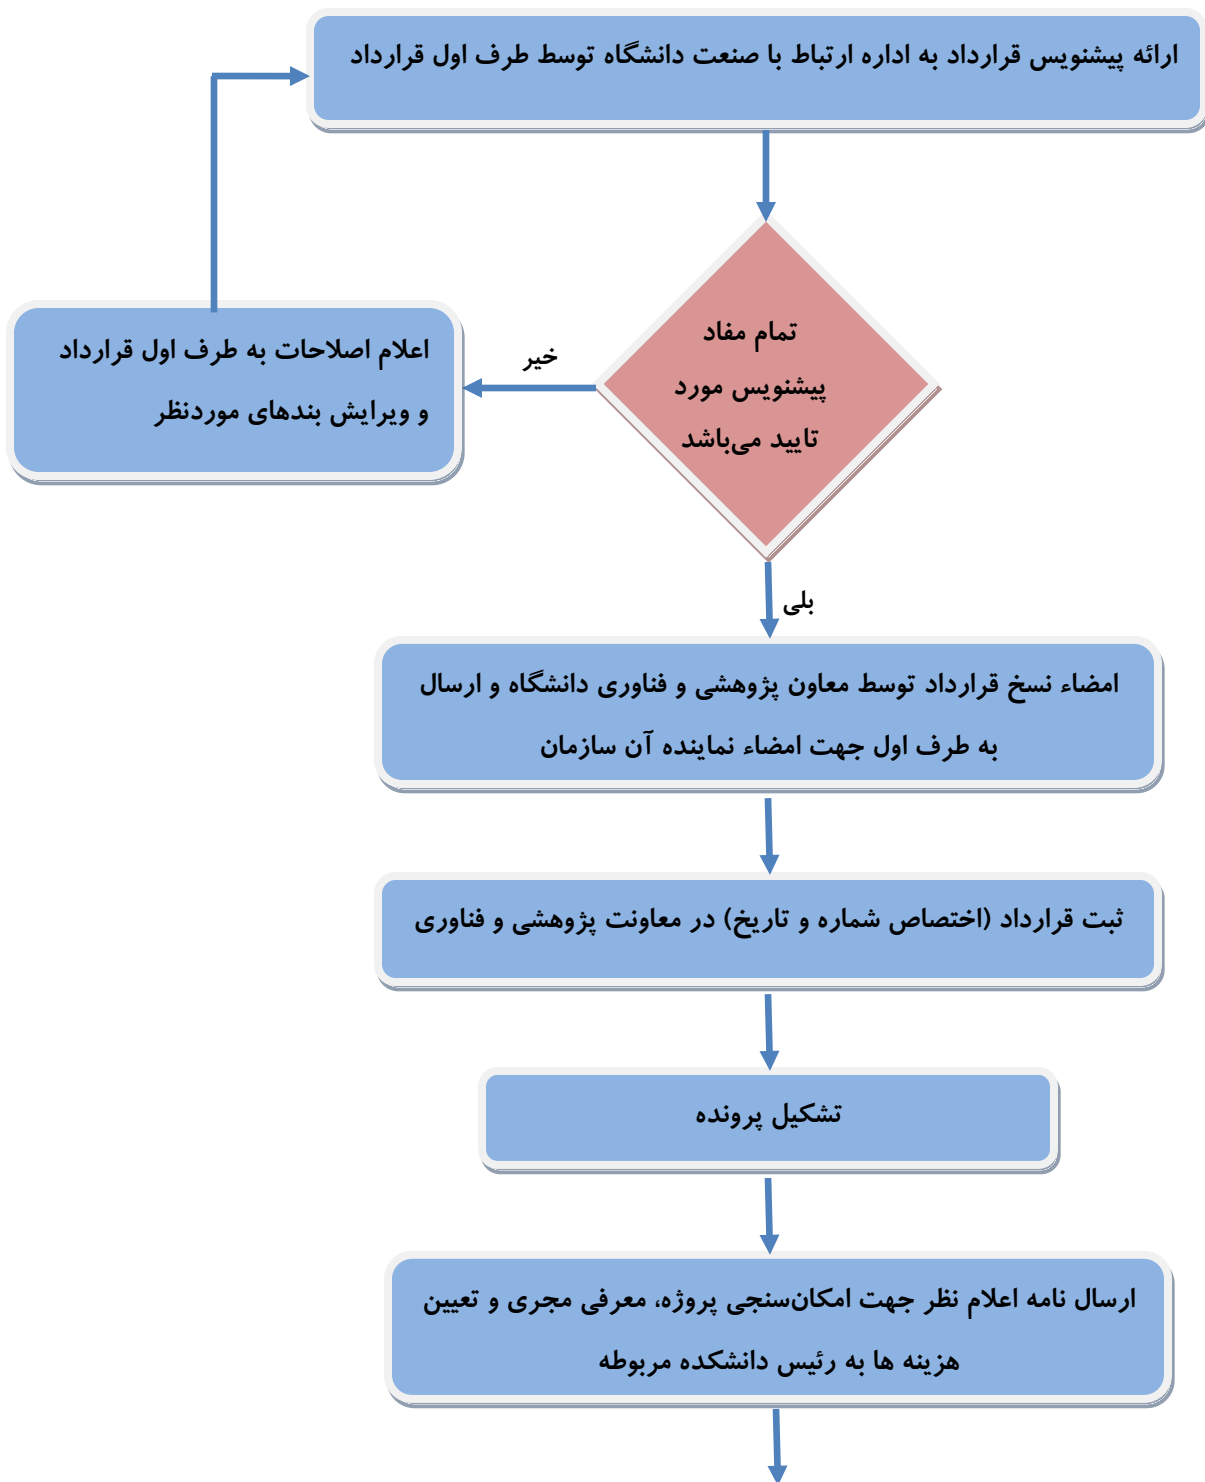 ارائه پیشنویس قرارداد به اداره ارتباط با صنعت دانشگاه توسط طرف اول قرارداد
تمام مفاد
پیشنویس مورد
تایید می‌باشد
خیر
اعلام اصلاحات به طرف اول قرارداد
و ویرایش بندهای موردنظر
بلی
امضاء نسخ قرارداد توسط معاون پژوهشی و فناوری دانشگاه و ارسال
به طرف اول جهت امضاء نماینده آن سازمان
ثبت قرارداد (اختصاص شماره و تاریخ) در معاونت پژوهشی و فناوری
تشکیل پرونده
ارسال نامه اعلام نظر جهت امکان‌سنجی پروژه، معرفی مجری و تعیین
هزینه ها به رئیس دانشکده مربوطه